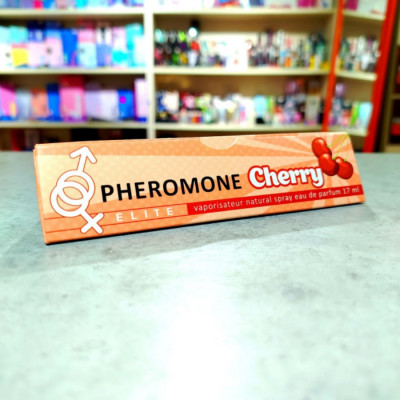 PHEROMONE Cherry
ELITE vaporisateur natural spray eau de parfum 17 ml